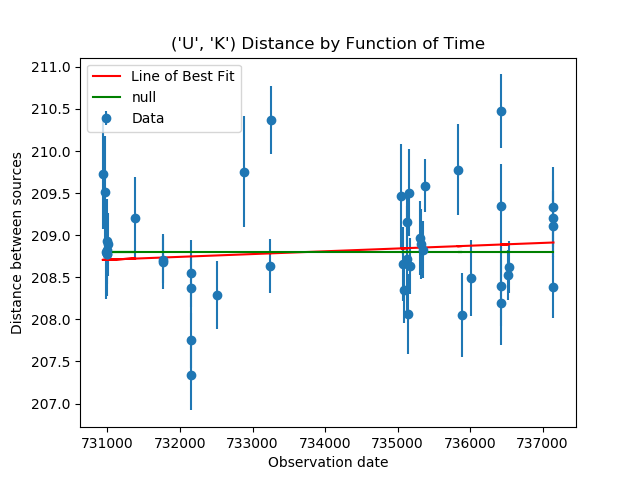 ('U', 'K') Distance by Function of Time
Line of Best Fit
null
Data
Distance between sources
211.0
210.5
210.0
209.5
209.0
208.5
208.0
207.5
207.0
731000 732000 733000 734000 735000 736000 737000
Observation date